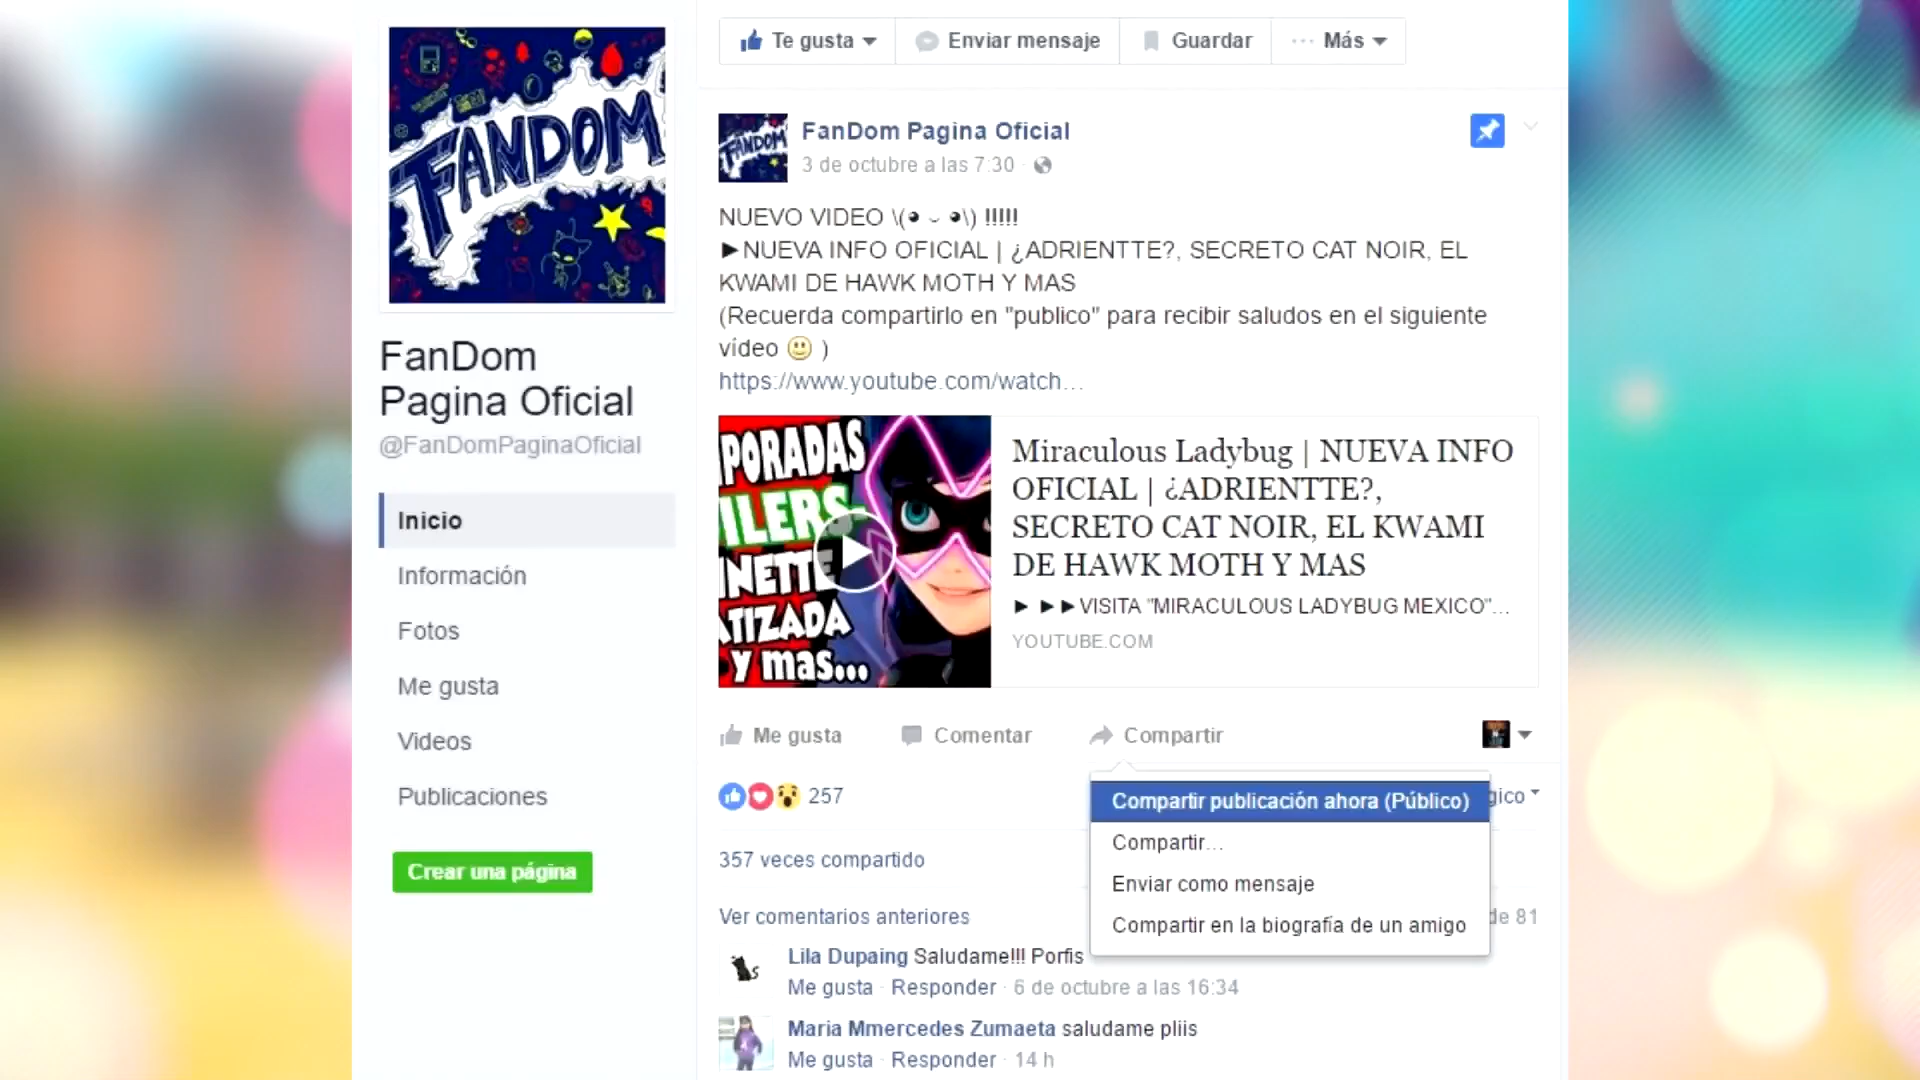 FANDOM
FanDom
Pagina Oficial
@FanDomPaginaOficial
Inicio
Información
Fotos
Me gusta
Videos
Publicaciones
Crear una página
Te gusta
Enviar mensaje
Guardar
Más
FANDOM
FanDom Pagina Oficial
3 de octubre a las 7:30
NUEVO VIDEO \(◕ ⌣ ◕\) !!!!!
►NUEVA INFO OFICIAL | ¿ADRIENTTE?, SECRETO CAT NOIR, EL
KWAMI DE HAWK MOTH Y MAS
(Recuerda compartirlo en "publico" para recibir saludos en el siguiente
vídeo 🙂 )
https://www.youtube.com/watch...
PORADAS
ILERS
NETTE
TIZADA
y mas...
Miraculous Ladybug | NUEVA INFO
OFICIAL | ¿ADRIENTTE?,
SECRETO CAT NOIR, EL KWAMI
DE HAWK MOTH Y MAS
►►►VISITA "MIRACULOUS LADYBUG MEXICO"...
YOUTUBE.COM
Me gusta
Comentar
Compartir
257
gico
Compartir publicación ahora (Público)
Compartir...
Enviar como mensaje
Compartir en la biografía de un amigo
357 veces compartido
Ver comentarios anteriores
de 81
Lila Dupaing Saludame!!! Porfis
Me gusta · Responder · 6 de octubre a las 16:34
Maria Mmercedes Zumaeta saludame pliis
Me gusta · Responder · 14 h